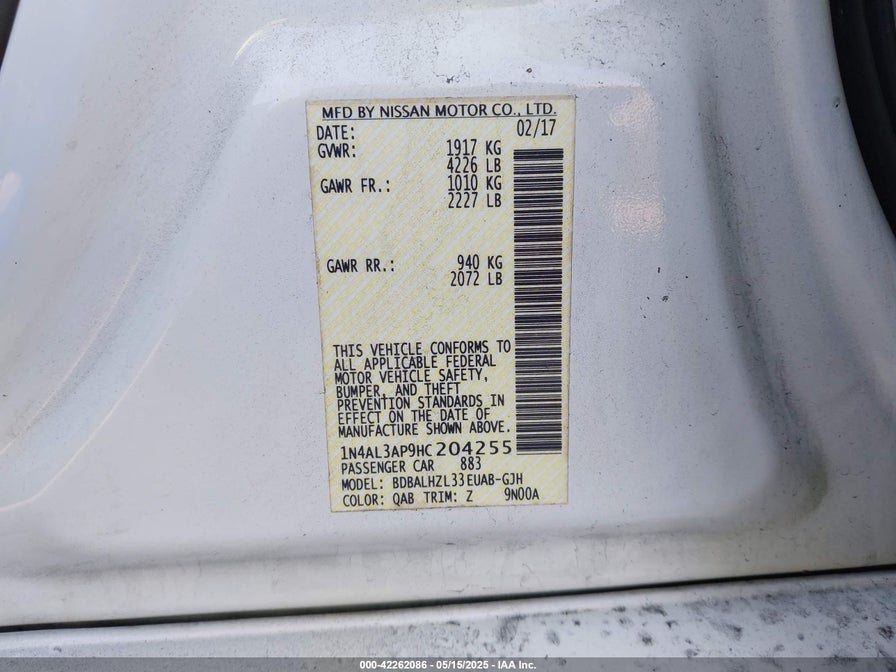 MFD BY NISSAN MOTOR CO., LTD.
DATE: 02/17
GVWR: 1917 KG
4226 LB
GAWR FR.: 1010 KG
2227 LB
GAWR RR.: 940 KG
2072 LB
THIS VEHICLE CONFORMS TO
ALL APPLICABLE FEDERAL
MOTOR VEHICLE SAFETY,
BUMPER, AND THEFT
PREVENTION STANDARDS IN
EFFECT ON THE DATE OF
MANUFACTURE SHOWN ABOVE.
1N4AL3AP9HC204255
PASSENGER CAR 883
MODEL: BDBALHZL33EUAB-GJH
COLOR: QAB TRIM: Z 9N00A
000-42262086 - 05/15/2025 - IAA Inc.